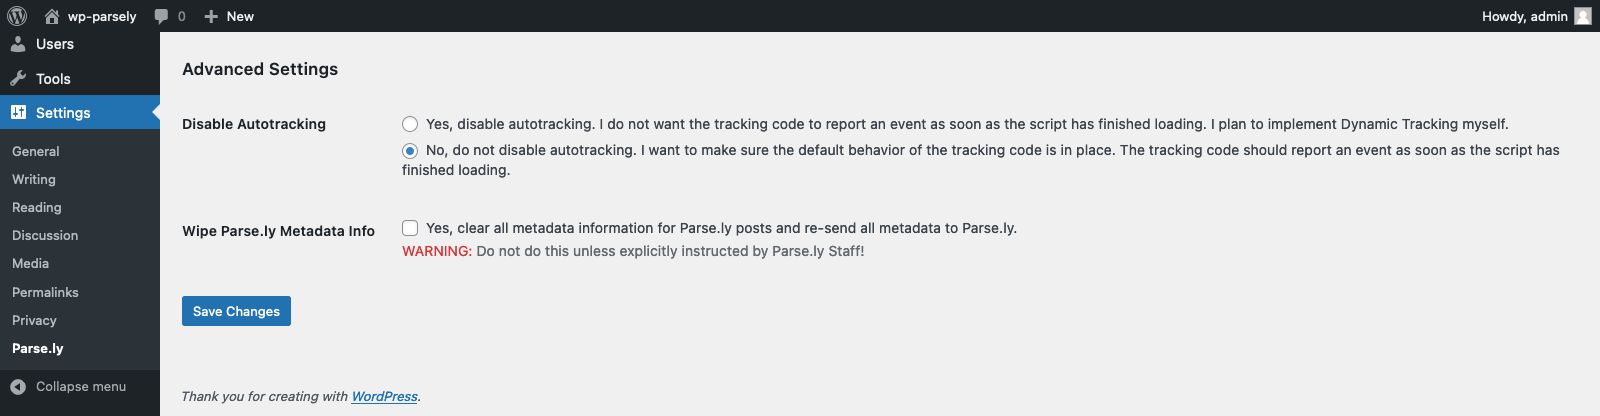 wp-parsely 0 New Howdy, admin
Users
Tools
Settings
General
Writing
Reading
Discussion
Media
Permalinks
Privacy
Parse.ly
Collapse menu
Advanced Settings
Disable Autotracking
Yes, disable autotracking. I do not want the tracking code to report an event as soon as the script has finished loading. I plan to implement Dynamic Tracking myself.
No, do not disable autotracking. I want to make sure the default behavior of the tracking code is in place. The tracking code should report an event as soon as the script has
finished loading.
Wipe Parse.ly Metadata Info
Yes, clear all metadata information for Parse.ly posts and re-send all metadata to Parse.ly.
WARNING: Do not do this unless explicitly instructed by Parse.ly Staff!
Save Changes
Thank you for creating with WordPress.